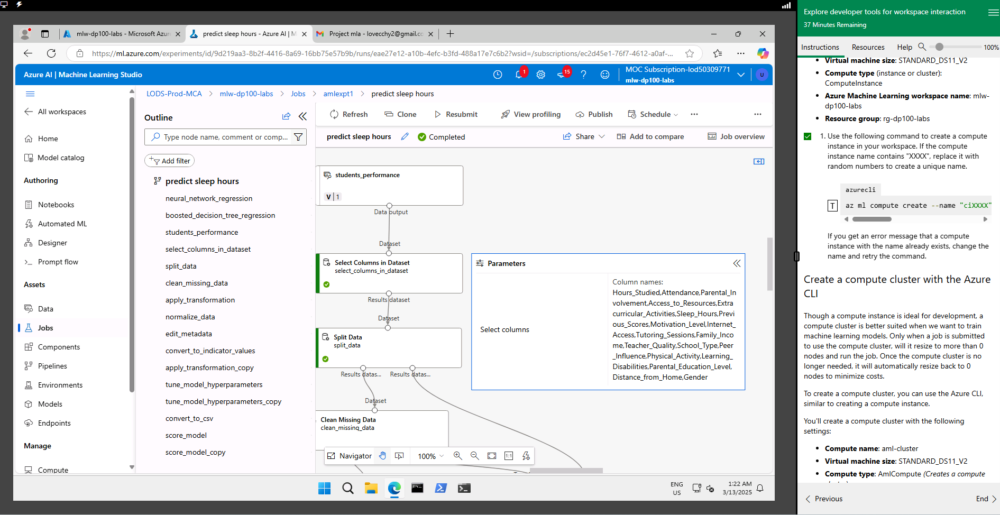 mlw-dp100-labs - Microsoft Azure
predict sleep hours - Azure AI | M
Project mla - lovecchy2@gmail.co
https://ml.azure.com/experiments/id/9d219aa3-8b2f-4416-8a69-16bb75e57b9b/runs/eae27e12-a10b-4efc-b3fd-488a17e7c6b2?wsid=/subscriptions/ec2d45e1-76f7-4612-a0af-...
Azure AI | Machine Learning Studio
1
15
MOC Subscription-lod50309771
mlw-dp100-labs
U
All workspaces
Home
Model catalog
Authoring
Notebooks
Automated ML
Designer
Prompt flow
Assets
Data
Jobs
Components
Pipelines
Environments
Models
Endpoints
Manage
Compute
LODS-Prod-MCA > mlw-dp100-labs > Jobs > amlexpt1 > predict sleep hours
Outline
Type node name, comment or comp...
Add filter
predict sleep hours
neural_network_regression
boosted_decision_tree_regression
students_performance
select_columns_in_dataset
split_data
clean_missing_data
apply_transformation
normalize_data
edit_metadata
convert_to_indicator_values
apply_transformation_copy
tune_model_hyperparameters
tune_model_hyperparameters_copy
convert_to_csv
score_model
score_model_copy
Refresh
Clone
Resubmit
View profiling
Publish
Schedule
predict sleep hours
Completed
Share
Add to compare
Job overview
students_performance
V | 1
Data output
Dataset
Select Columns in Dataset
select_columns_in_dataset
Results dataset
Dataset
Split Data
split_data
Results datas...
Results datas...
Dataset
Clean Missing Data
clean_missing_data
Parameters
Select columns
Column names:
Hours_Studied,Attendance,Parental_In
volvement,Access_to_Resources,Extra
curricular_Activities,Sleep_Hours,Previ
ous_Scores,Motivation_Level,Internet_
Access,Tutoring_Sessions,Family_Inco
me,Teacher_Quality,School_Type,Peer
_Influence,Physical_Activity,Learning_
Disabilities,Parental_Education_Level,
Distance_from_Home,Gender
Navigator
100%
1:1
ENG
US
1:22 AM
3/13/2025
Explore developer tools for workspace interaction
37 Minutes Remaining
Instructions
Resources
Help
100%
Virtual machine size: STANDARD_DS11_V2
Compute type (instance or cluster):
ComputeInstance
Azure Machine Learning workspace name: mlw-
dp100-labs
Resource group: rg-dp100-labs
1. Use the following command to create a compute
instance in your workspace. If the compute
instance name contains "XXXX", replace it with
random numbers to create a unique name.
azurecli
T
az ml compute create --name "ciXXXX"
If you get an error message that a compute
instance with the name already exists, change the
name and retry the command.
Create a compute cluster with the Azure
CLI
Though a compute instance is ideal for development, a
compute cluster is better suited when we want to train
machine learning models. Only when a job is submitted
to use the compute cluster, will it resize to more than 0
nodes and run the job. Once the compute cluster is no
longer needed, it will automatically resize back to 0
nodes to minimize costs.
To create a compute cluster, you can use the Azure CLI,
similar to creating a compute instance.
You'll create a compute cluster with the following
settings:
Compute name: aml-cluster
Virtual machine size: STANDARD_DS11_V2
Compute type: AmlCompute (Creates a compute
Previous
End